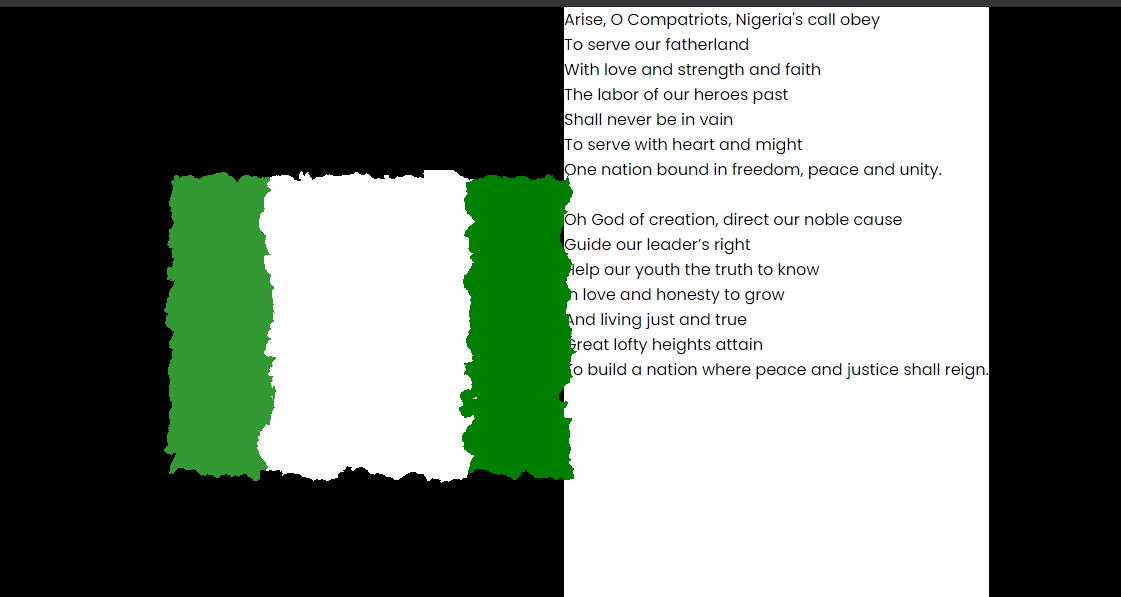 Arise, O Compatriots, Nigeria's call obey
To serve our fatherland
With love and strength and faith
The labor of our heroes past
Shall never be in vain
To serve with heart and might
One nation bound in freedom, peace and unity.
Oh God of creation, direct our noble cause
Guide our leader’s right
Help our youth the truth to know
In love and honesty to grow
And living just and true
Great lofty heights attain
To build a nation where peace and justice shall reign.